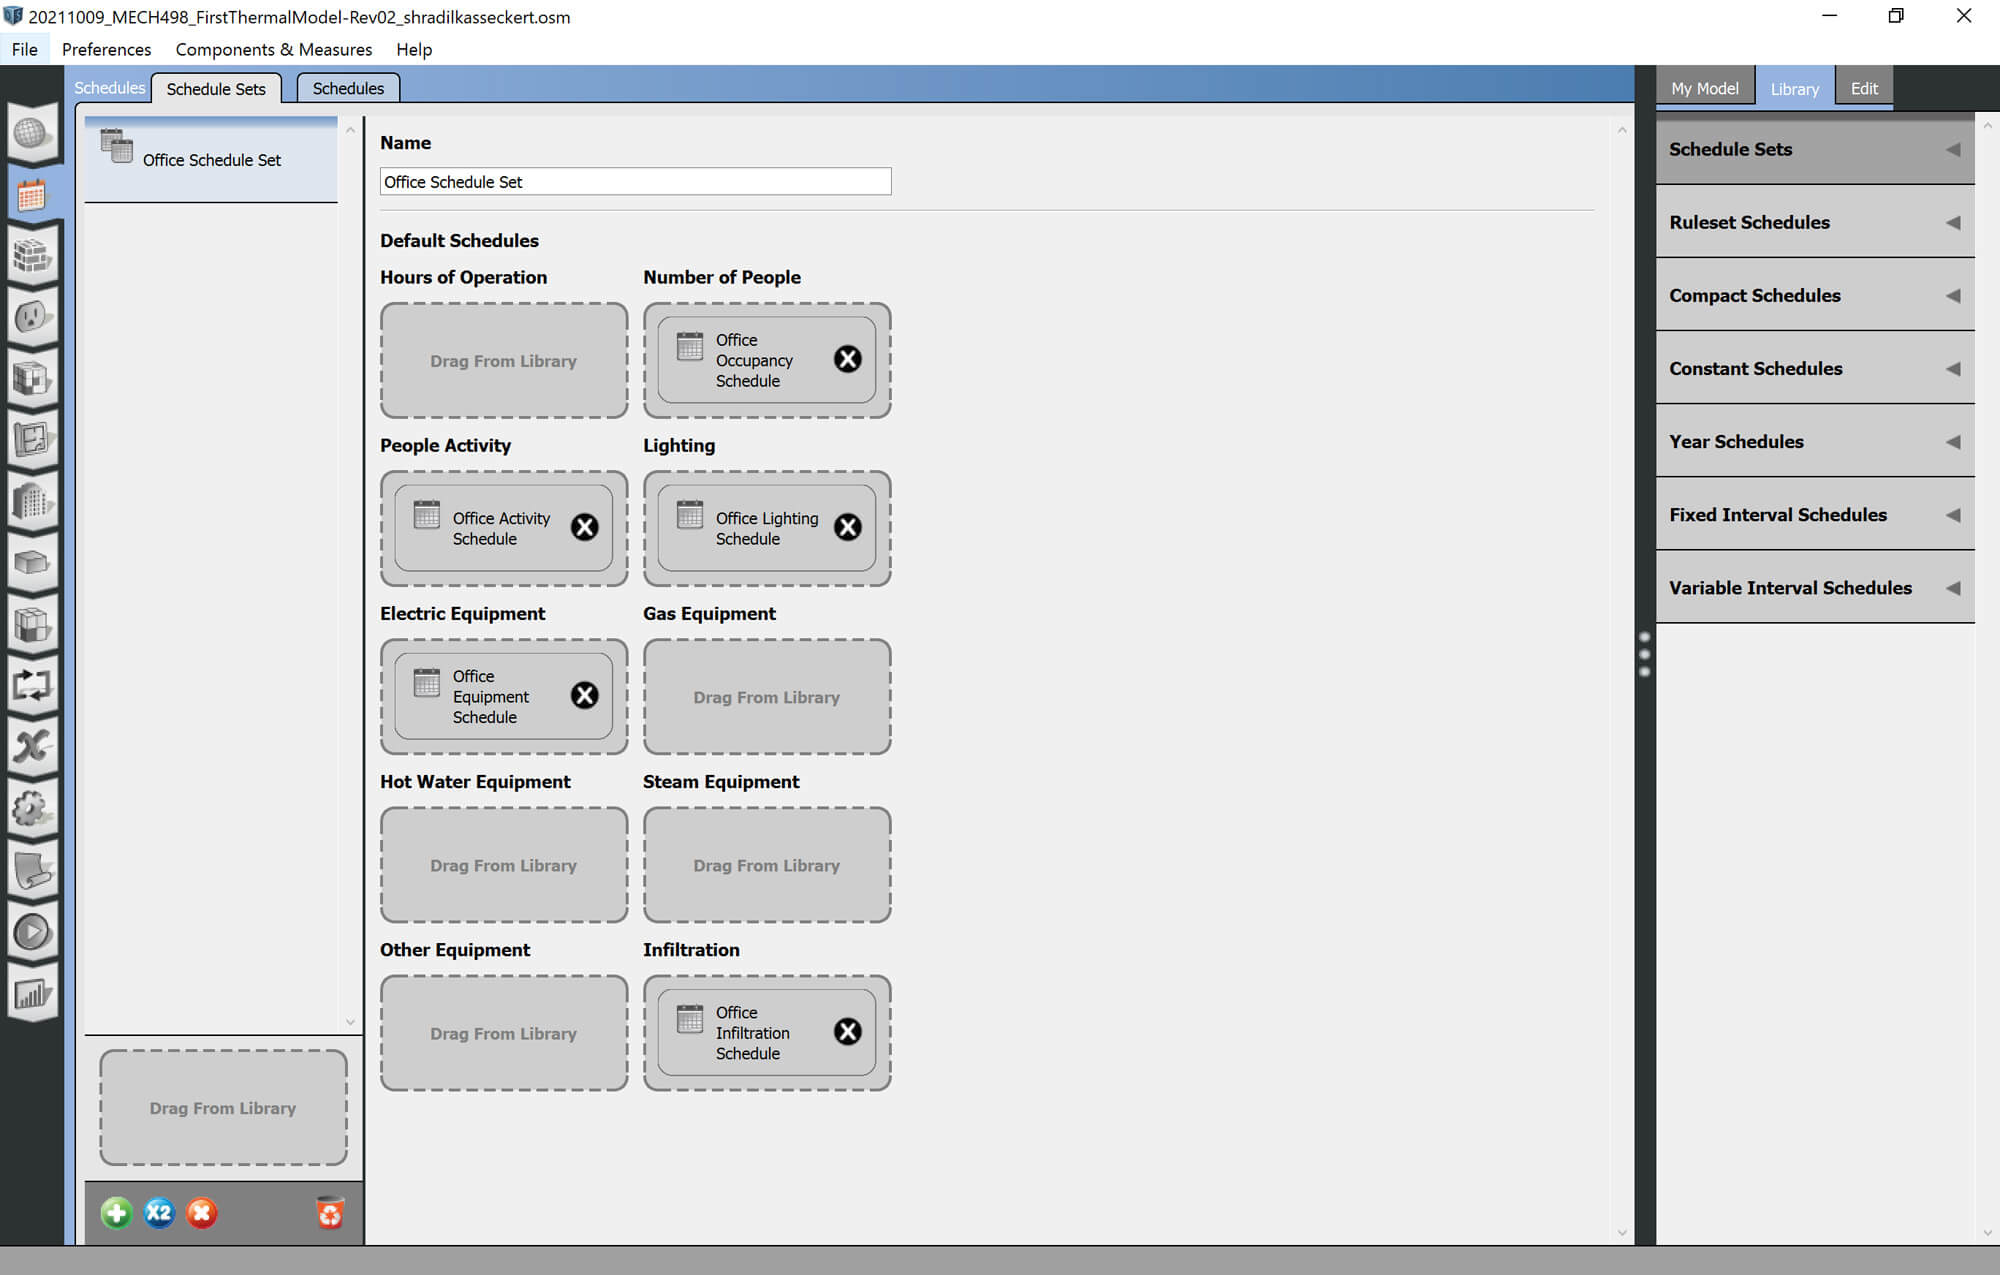 20211009_MECH498_FirstThermalModel-Rev02_shradilkasseckert.osm
File Preferences Components & Measures Help
Schedules Schedule Sets Schedules
My Model Library Edit
Office Schedule Set
Name
Office Schedule Set
Default Schedules
Hours of Operation Number of People
Drag From Library
Office
Occupancy
Schedule
People Activity Lighting
Office Activity
Schedule
Office Lighting
Schedule
Electric Equipment Gas Equipment
Office
Equipment
Schedule
Drag From Library
Hot Water Equipment Steam Equipment
Drag From Library Drag From Library
Other Equipment Infiltration
Drag From Library
Office
Infiltration
Schedule
Drag From Library
X2
Schedule Sets
Ruleset Schedules
Compact Schedules
Constant Schedules
Year Schedules
Fixed Interval Schedules
Variable Interval Schedules